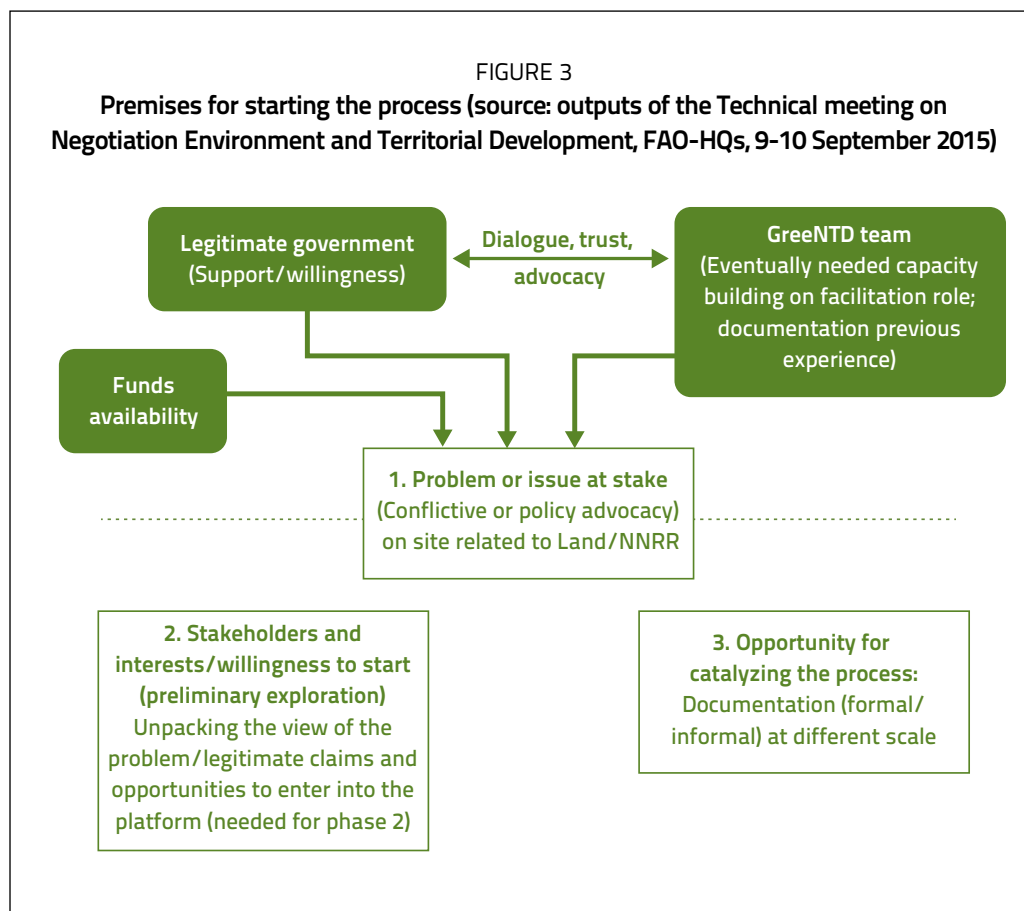 FIGURE 3
Premises for starting the process (source: outputs of the Technical meeting on
Negotiation Environment and Territorial Development, FAO-HQs, 9-10 September 2015)
Legitimate government
(Support/willingness)
Dialogue, trust,
advocacy
GreeNTD team
(Eventually needed capacity
building on facilitation role;
documentation previous
experience)
Funds
availability
1. Problem or issue at stake
(Conflictive or policy advocacy)
on site related to Land/NNRR
2. Stakeholders and
interests/willingness to start
(preliminary exploration)
Unpacking the view of the
problem/legitimate claims and
opportunities to enter into the
platform (needed for phase 2)
3. Opportunity for
catalyzing the process:
Documentation (formal/
informal) at different scale